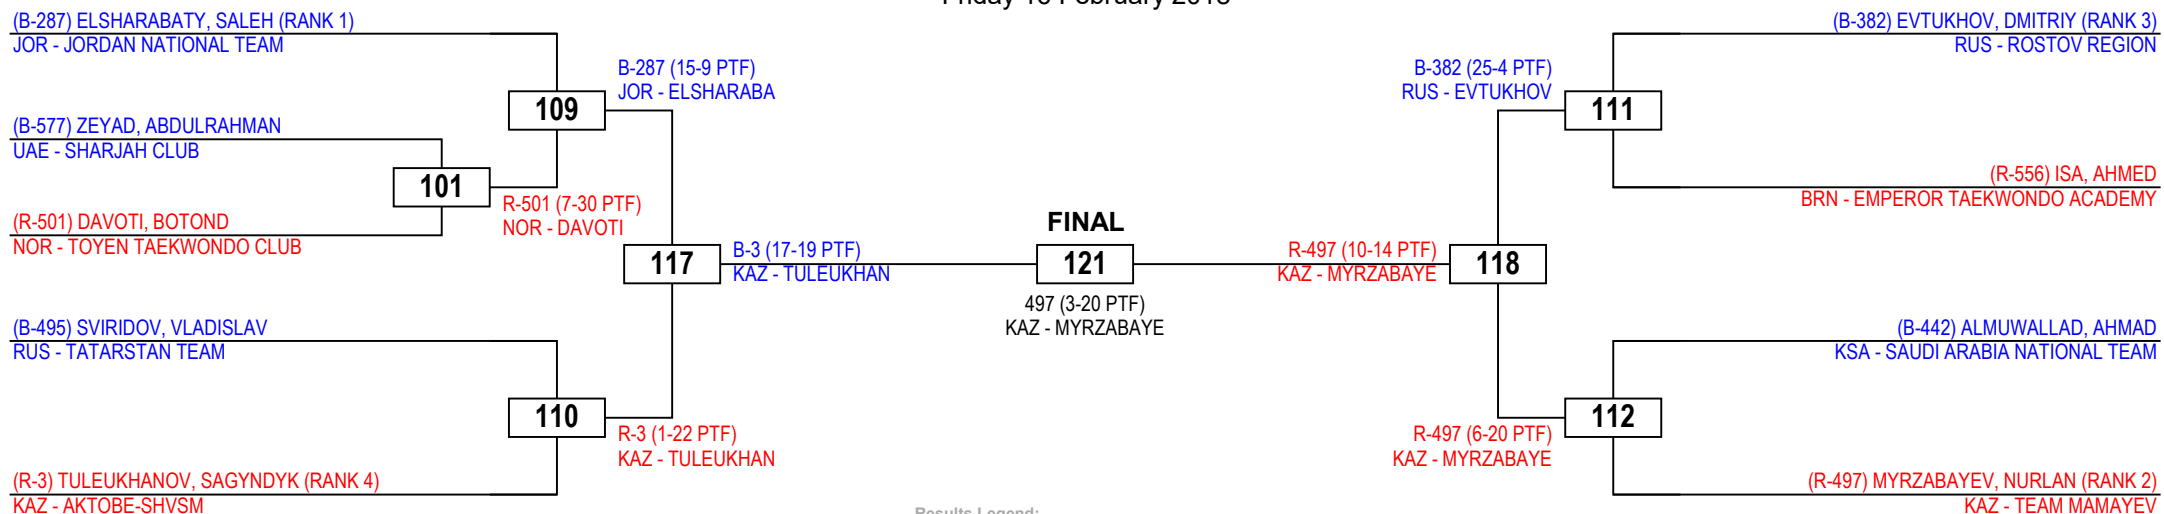 (B-287) ELSHARABATY, SALEH (RANK 1)
JOR - JORDAN NATIONAL TEAM
B-287 (15-9 PTF)
JOR - ELSHARABA
109
(B-577) ZEYAD, ABDULRAHMAN
UAE - SHARJAH CLUB
101
R-501 (7-30 PTF)
NOR - DAVOTI
(R-501) DAVOTI, BOTOND
NOR - TOYEN TAEKWONDO CLUB
117
B-3 (17-19 PTF)
KAZ - TULEUKHAN
(B-495) SVIRIDOV, VLADISLAV
RUS - TATARSTAN TEAM
110
R-3 (1-22 PTF)
KAZ - TULEUKHAN
(R-3) TULEUKHANOV, SAGYNDYK (RANK 4)
KAZ - AKTOBE-SHVSM
FINAL
121
497 (3-20 PTF)
KAZ - MYRZABAYE
Results Legend:
(B-382) EVTUKHOV, DMITRIY (RANK 3)
RUS - ROSTOV REGION
B-382 (25-4 PTF)
RUS - EVTUKHOV
111
(R-556) ISA, AHMED
BRN - EMPEROR TAEKWONDO ACADEMY
R-497 (10-14 PTF)
KAZ - MYRZABAYE
118
(B-442) ALMUWALLAD, AHMAD
KSA - SAUDI ARABIA NATIONAL TEAM
112
R-497 (6-20 PTF)
KAZ - MYRZABAYE
(R-497) MYRZABAYEV, NURLAN (RANK 2)
KAZ - TEAM MAMAYEV